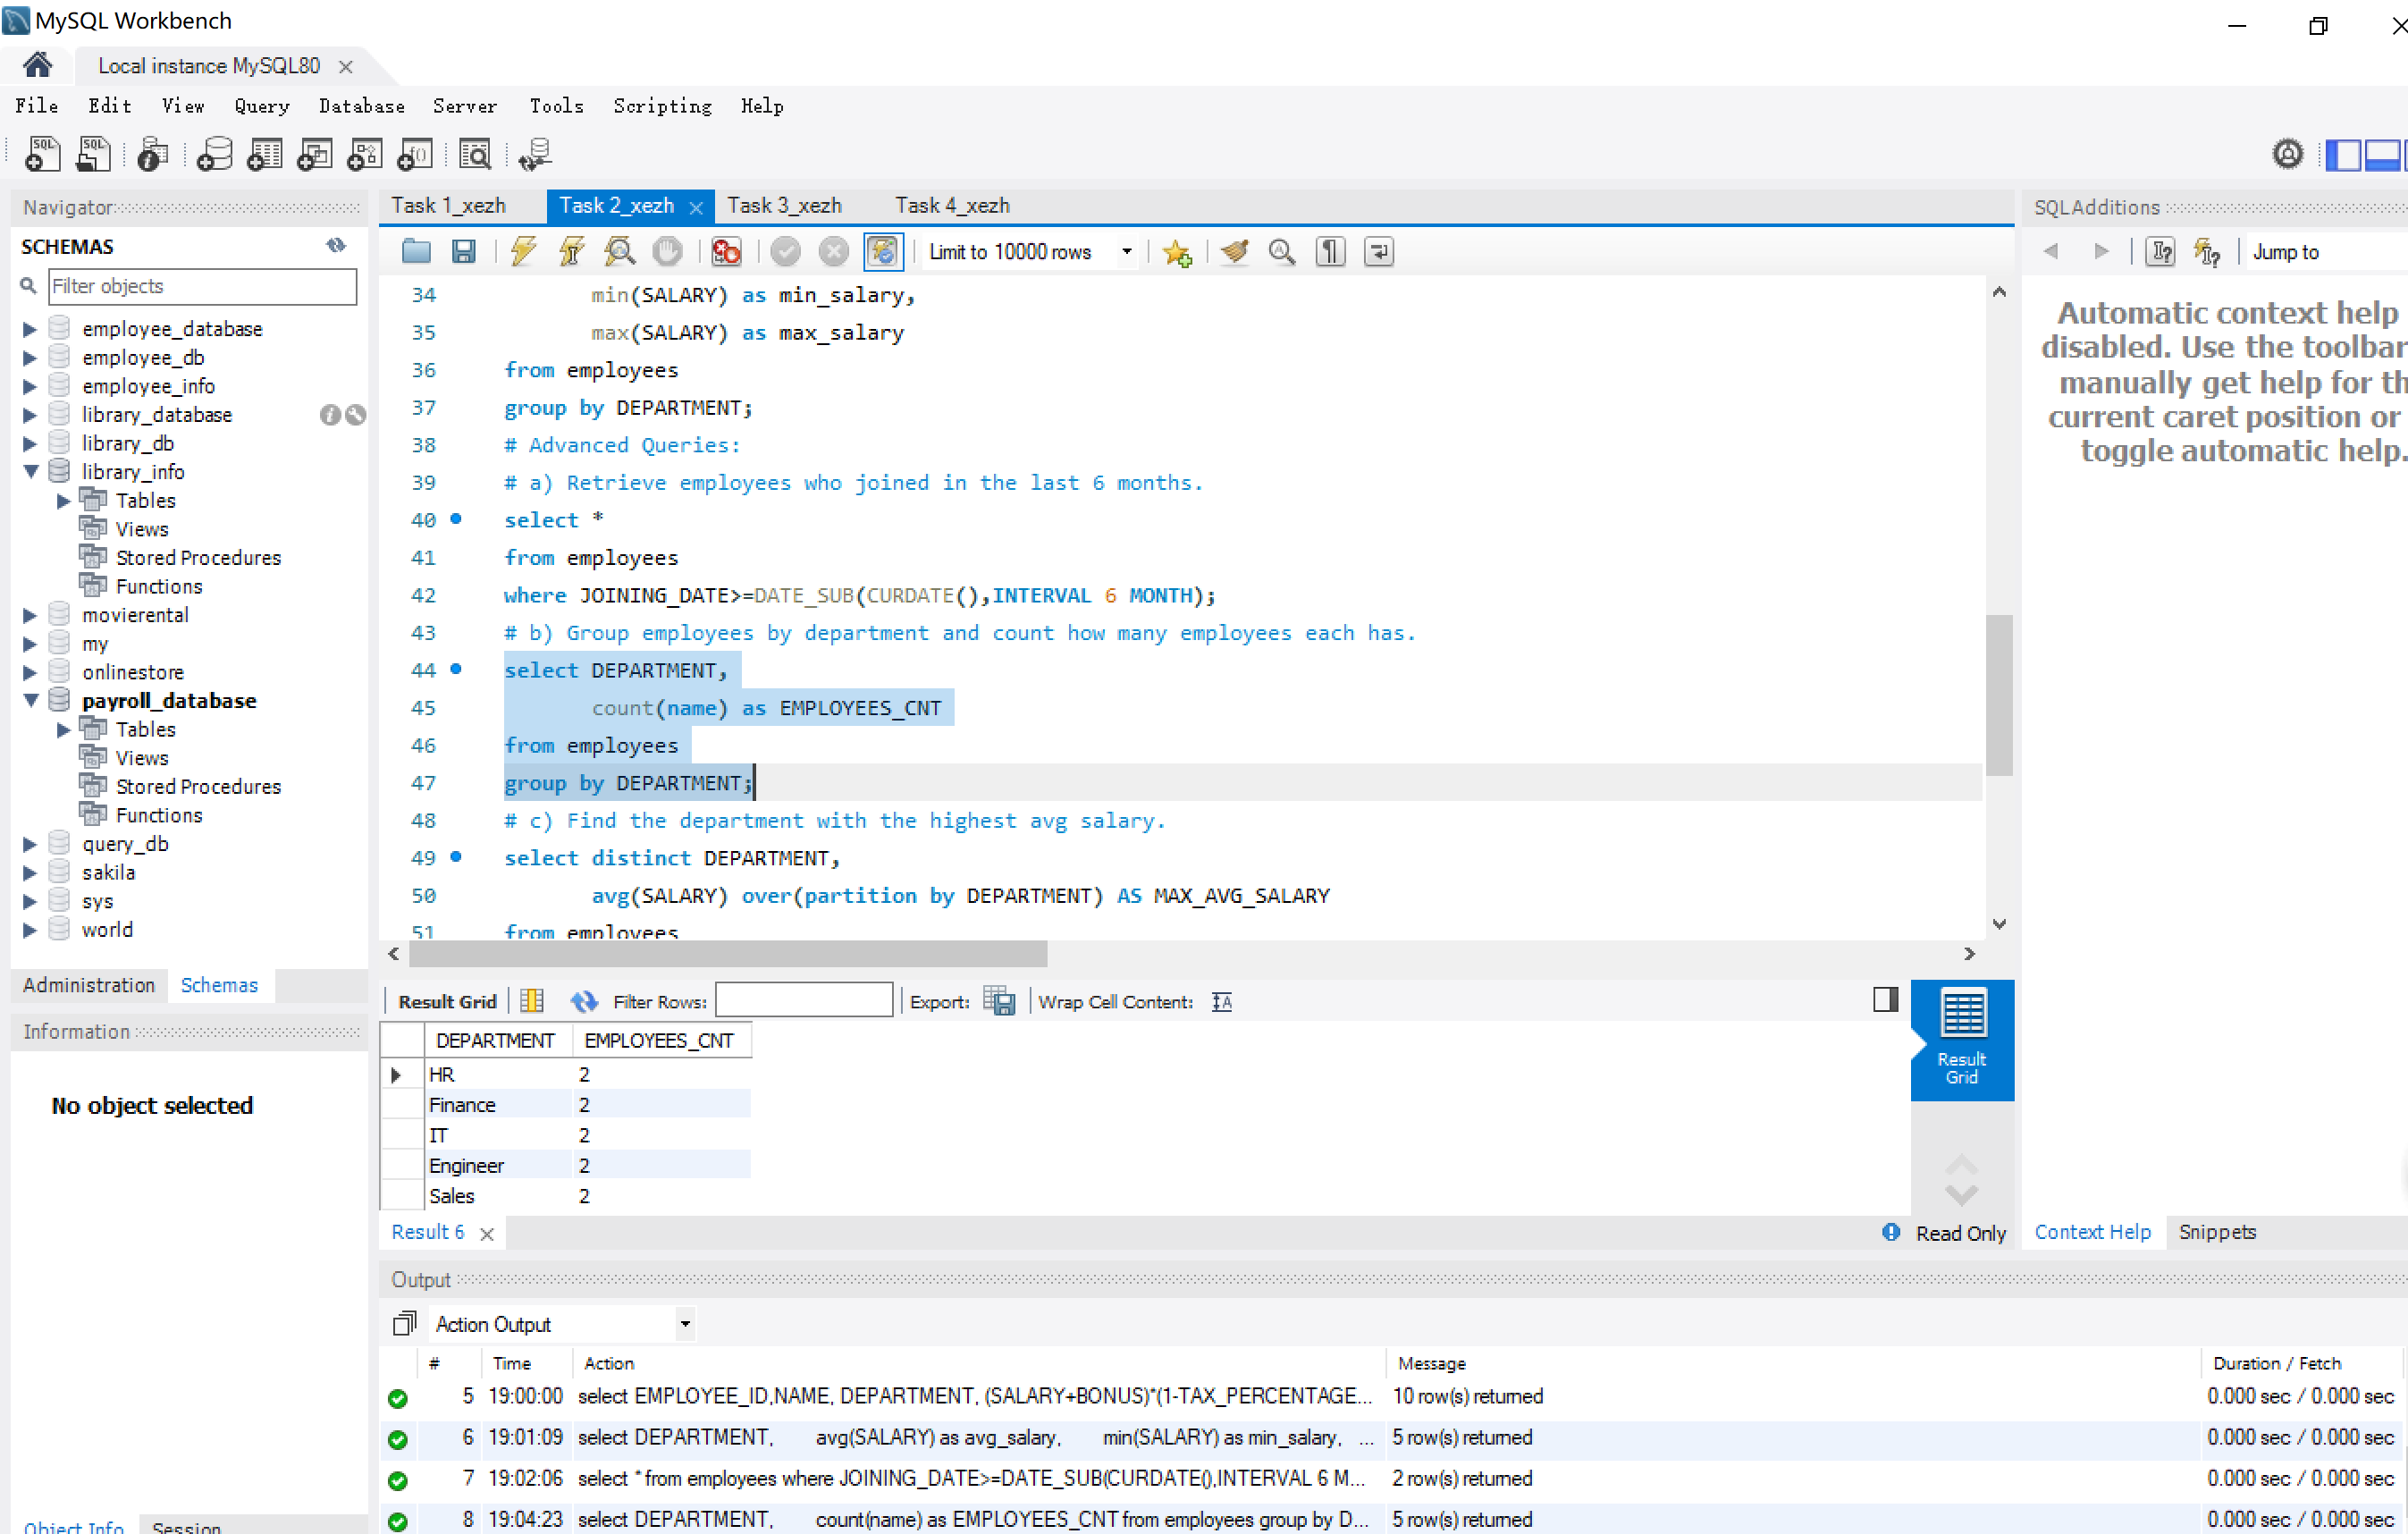 MySQL Workbench
Local instance MySQL80
File Edit View Query Database Server Tools Scripting Help
Navigator
SCHEMAS
Filter objects
employee_database
employee_db
employee_info
library_database
library_db
library_info
Tables
Views
Stored Procedures
Functions
movierental
my
onlinestore
payroll_database
Tables
Views
Stored Procedures
Functions
query_db
sakila
sys
world
Administration Schemas
Information
No object selected
Object Info Session
Task 1_xezh Task 2_xezh Task 3_xezh Task 4_xezh
Limit to 10000 rows
34 min(SALARY) as min_salary,
35 max(SALARY) as max_salary
36 from employees
37 group by DEPARTMENT;
38 # Advanced Queries:
39 # a) Retrieve employees who joined in the last 6 months.
40 select *
41 from employees
42 where JOINING_DATE>=DATE_SUB(CURDATE(),INTERVAL 6 MONTH);
43 # b) Group employees by department and count how many employees each has.
44 select DEPARTMENT,
45 count(name) as EMPLOYEES_CNT
46 from employees
47 group by DEPARTMENT;
48 # c) Find the department with the highest avg salary.
49 select distinct DEPARTMENT,
50 avg(SALARY) over(partition by DEPARTMENT) AS MAX_AVG_SALARY
51 from employees
Result Grid Filter Rows: Export: Wrap Cell Content:
DEPARTMENT EMPLOYEES_CNT
HR 2
Finance 2
IT 2
Engineer 2
Sales 2
Result
Grid
Result 6
Read Only
SQLAdditions
Jump to
Automatic context help
disabled. Use the toolbar
manually get help for th
current caret position or
toggle automatic help.
Context Help Snippets
Output
Action Output
# Time Action Message Duration / Fetch
5 19:00:00 select EMPLOYEE_ID,NAME, DEPARTMENT, (SALARY+BONUS)*(1-TAX_PERCENTAGE... 10 row(s) returned 0.000 sec / 0.000 sec
6 19:01:09 select DEPARTMENT, avg(SALARY) as avg_salary, min(SALARY) as min_salary, ... 5 row(s) returned 0.000 sec / 0.000 sec
7 19:02:06 select * from employees where JOINING_DATE>=DATE_SUB(CURDATE(),INTERVAL 6 M... 2 row(s) returned 0.000 sec / 0.000 sec
8 19:04:23 select DEPARTMENT, count(name) as EMPLOYEES_CNT from employees group by D... 5 row(s) returned 0.000 sec / 0.000 sec